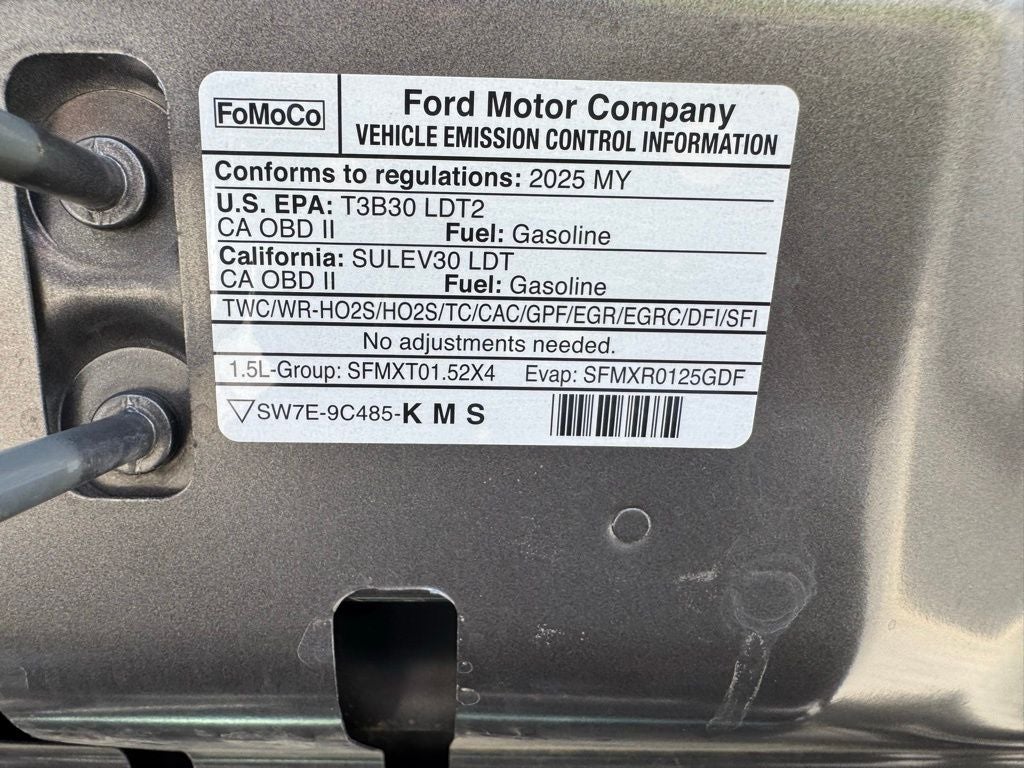 FoMoCo
Ford Motor Company
VEHICLE EMISSION CONTROL INFORMATION
Conforms to regulations: 2025 MY
U.S. EPA: T3B30 LDT2
CA OBD II Fuel: Gasoline
California: SULEV30 LDT
CA OBD II Fuel: Gasoline
TWC/WR-HO2S/HO2S/TC/CAC/GPF/EGR/EGRC/DFI/SFI
No adjustments needed.
1.5L-Group: SFMXT01.52X4 Evap: SFMXR0125GDF
SW7E-9C485-K M S